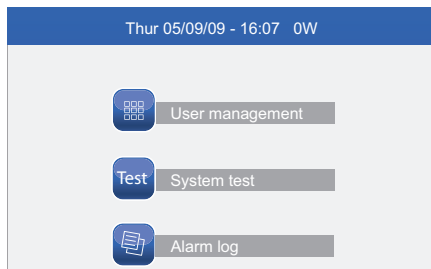 Thur 05/09/09 - 16:07 0W
User management
Test System test
Alarm log